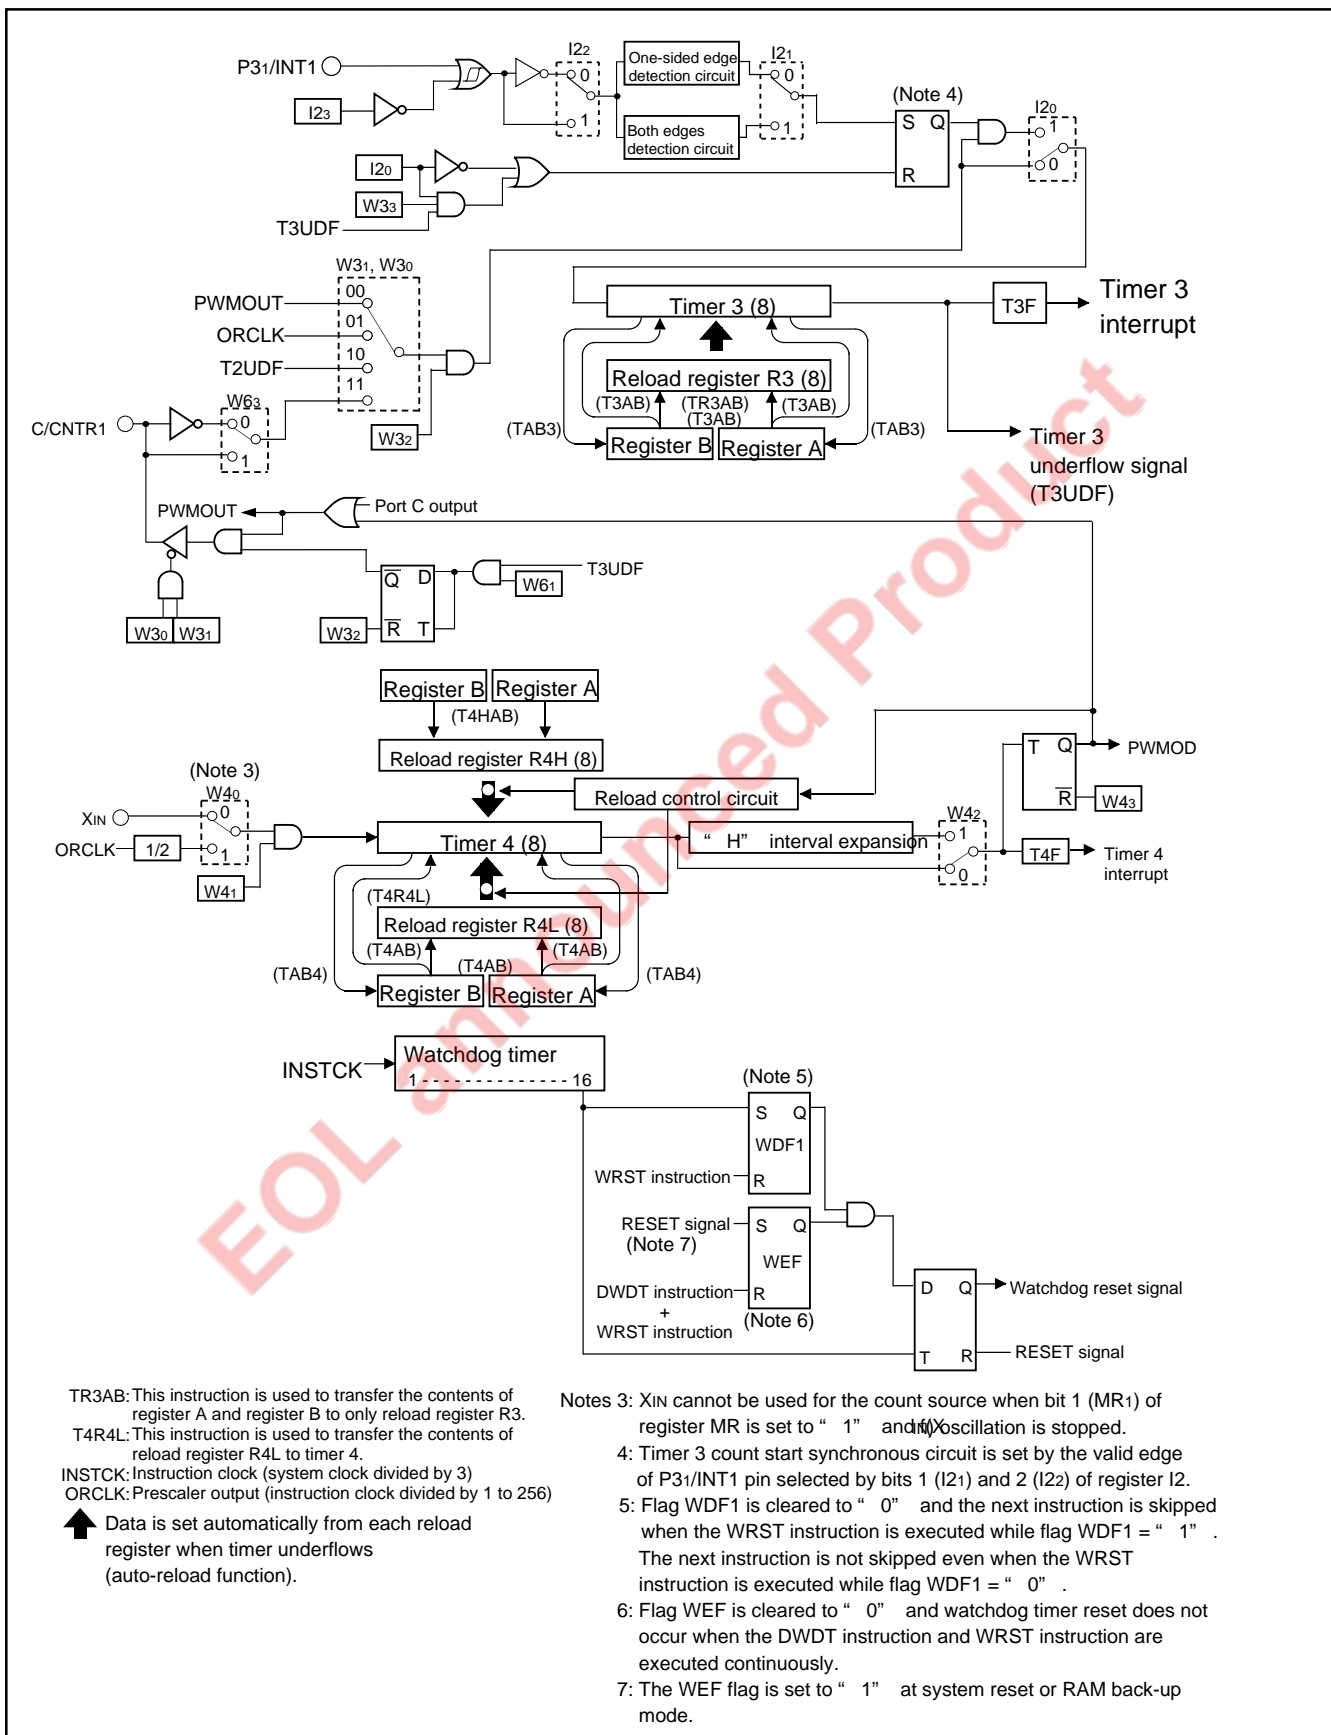 P31/INT1
I22
One-sided edge
detection circuit
I21
0
0
1
1
I23
Both edges
detection circuit
(Note 4)
S Q
R
I20
1
0
I20
W33
T3UDF
W31, W30
PWMOUT
00
ORCLK
01
T2UDF
10
11
W32
C/CNTR1
W63
0
1
Timer 3 (8)
Reload register R3 (8)
(T3AB)
(TR3AB)
(T3AB)
(T3AB)
(TAB3)
Register B
Register A
(TAB3)
T3F
Timer 3
interrupt
Timer 3
underflow signal
(T3UDF)
PWMOUT
Port C output
Q D
R T
T3UDF
W61
W30
W31
W32
Register B
Register A
(T4HAB)
Reload register R4H (8)
Reload control circuit
(Note 3)
W40
XIN
0
ORCLK
1/2
1
W41
Timer 4 (8)
“ H” interval expansion
W42
1
0
T Q
R
PWMOD
W43
T4F
Timer 4
interrupt
(T4R4L)
Reload register R4L (8)
(T4AB)
(T4AB)
(T4AB)
(TAB4)
Register B
Register A
(TAB4)
INSTCK
Watchdog timer
1 - - - - - - - - - - - - - - 16
(Note 5)
S Q
WDF1
R
WRST instruction
RESET signal
(Note 7)
S Q
WEF
R
DWDT instruction
+
WRST instruction
(Note 6)
D Q
T R
Watchdog reset signal
RESET signal
EOL announced Product
TR3AB: This instruction is used to transfer the contents of
register A and register B to only reload register R3.
T4R4L: This instruction is used to transfer the contents of
reload register R4L to timer 4.
INSTCK: Instruction clock (system clock divided by 3)
ORCLK: Prescaler output (instruction clock divided by 1 to 256)
Data is set automatically from each reload
register when timer underflows
(auto-reload function).
Notes 3: XIN cannot be used for the count source when bit 1 (MR1) of
register MR is set to “ 1” and f(XIN) oscillation is stopped.
4: Timer 3 count start synchronous circuit is set by the valid edge
of P31/INT1 pin selected by bits 1 (I21) and 2 (I22) of register I2.
5: Flag WDF1 is cleared to “ 0” and the next instruction is skipped
when the WRST instruction is executed while flag WDF1 = “ 1” .
The next instruction is not skipped even when the WRST
instruction is executed while flag WDF1 = “ 0” .
6: Flag WEF is cleared to “ 0” and watchdog timer reset does not
occur when the DWDT instruction and WRST instruction are
executed continuously.
7: The WEF flag is set to “ 1” at system reset or RAM back-up
mode.